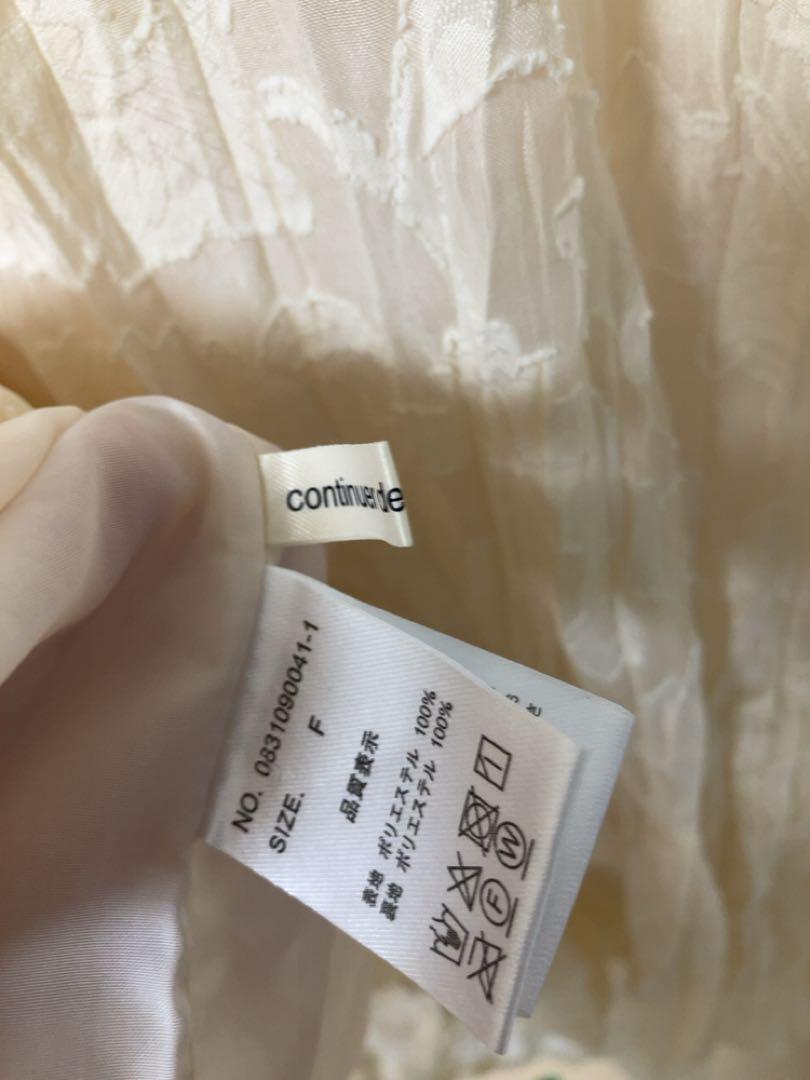 continuer de
NO. 0831090041-1
SIZE. F
品質表示
表地 ポリエステル 100%
裏地 ポリエステル 100%
W
F